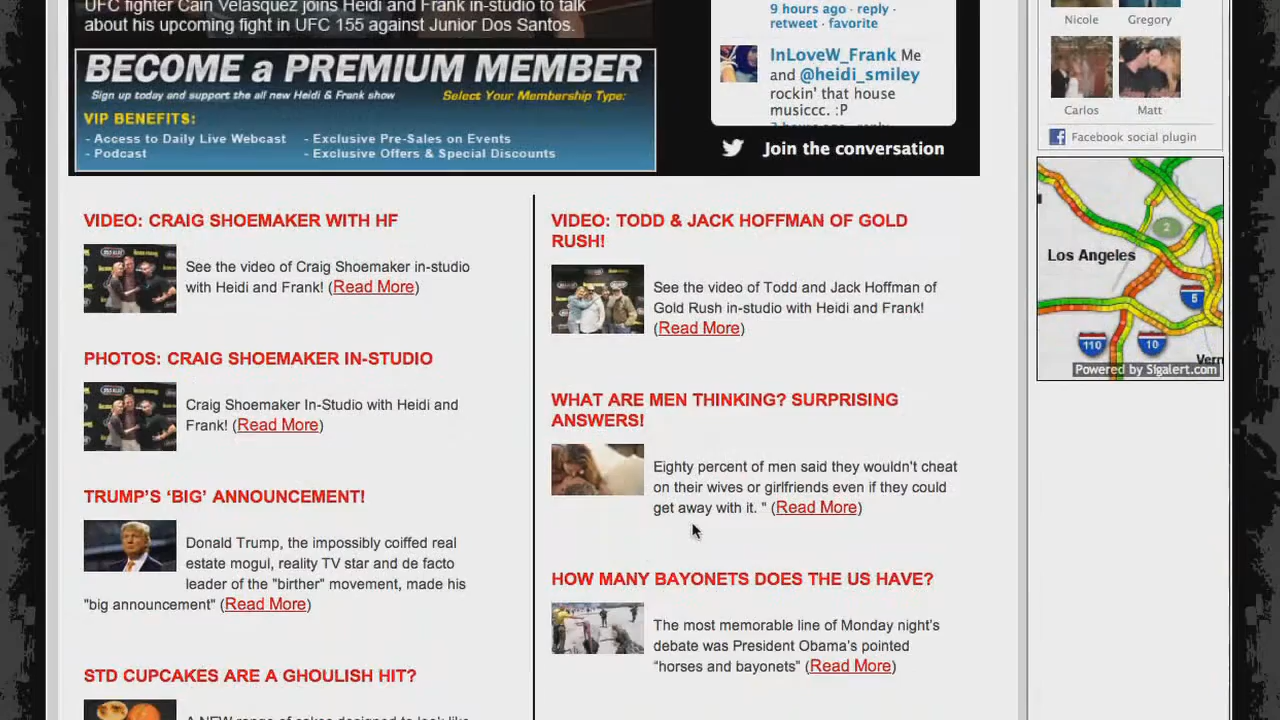 UFC fighter Cain Velasquez joins Heidi and Frank in-studio to talk
about his upcoming fight in UFC 155 against Junior Dos Santos.
BECOME a PREMIUM MEMBER
Sign up today and support the all new Heidi & Frank show
Select Your Membership Type:
VIP BENEFITS:
- Access to Daily Live Webcast
- Exclusive Pre-Sales on Events
- Podcast
- Exclusive Offers & Special Discounts
9 hours ago · reply ·
retweet · favorite
InLoveW_Frank Me
and @heidi_smiley
rockin' that house
musiccc. :P
Join the conversation
Nicole
Gregory
Carlos
Matt
Facebook social plugin
2
Los Angeles
5
110
10
Powered by Sigalert.com
VIDEO: CRAIG SHOEMAKER WITH HF
See the video of Craig Shoemaker in-studio
with Heidi and Frank! (Read More)
PHOTOS: CRAIG SHOEMAKER IN-STUDIO
Craig Shoemaker In-Studio with Heidi and
Frank! (Read More)
TRUMP'S ‘BIG’ ANNOUNCEMENT!
Donald Trump, the impossibly coiffed real
estate mogul, reality TV star and de facto
leader of the "birther" movement, made his
"big announcement" (Read More)
STD CUPCAKES ARE A GHOULISH HIT?
VIDEO: TODD & JACK HOFFMAN OF GOLD
RUSH!
See the video of Todd and Jack Hoffman of
Gold Rush in-studio with Heidi and Frank!
(Read More)
WHAT ARE MEN THINKING? SURPRISING
ANSWERS!
Eighty percent of men said they wouldn't cheat
on their wives or girlfriends even if they could
get away with it. " (Read More)
HOW MANY BAYONETS DOES THE US HAVE?
The most memorable line of Monday night's
debate was President Obama's pointed
“horses and bayonets” (Read More)